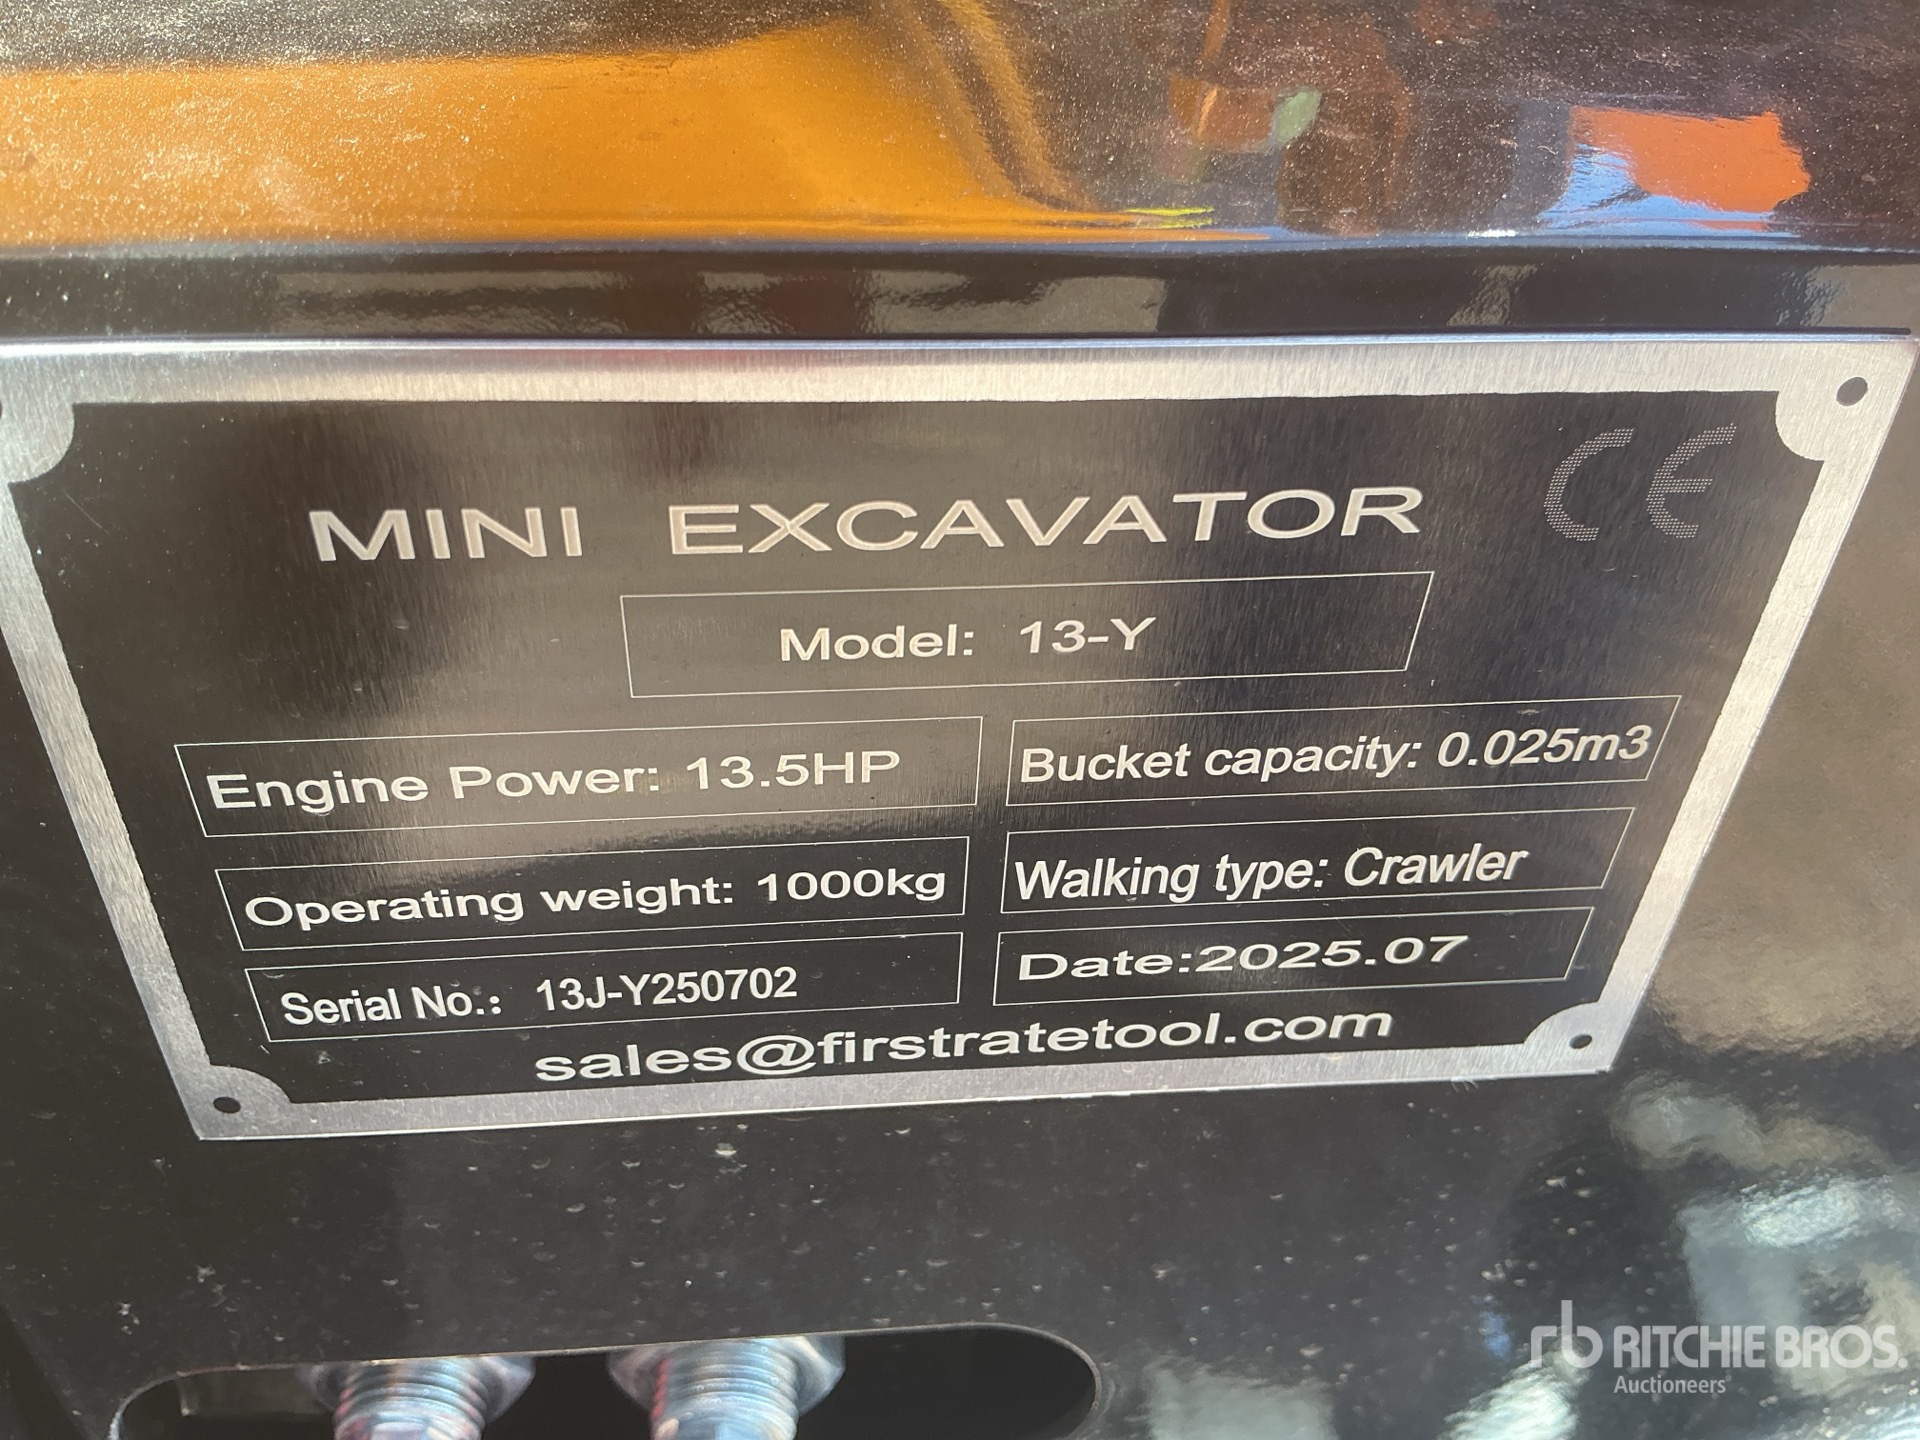 CE
MINI EXCAVATOR
Model: 13-Y
Engine Power: 13.5HP
Bucket capacity: 0.025m3
Operating weight: 1000kg
Walking type: Crawler
Serial No.: 13J-Y250702
Date:2025.07
sales@firstratetool.com
rb RITCHIE BROS.
Auctioneers